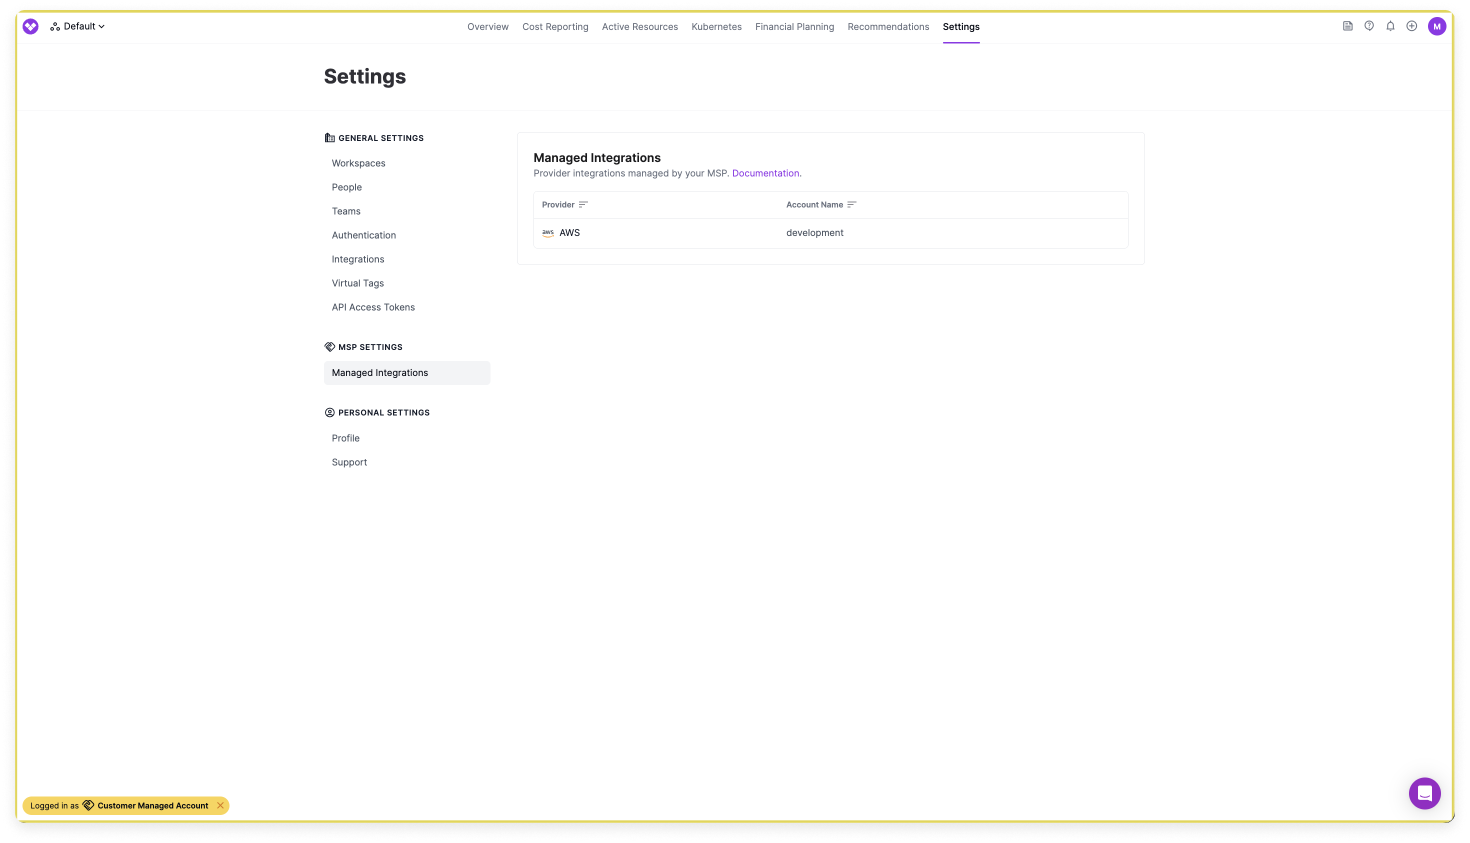 Default
Overview Cost Reporting Active Resources Kubernetes Financial Planning Recommendations Settings
M
Settings
GENERAL SETTINGS
Workspaces
People
Teams
Authentication
Integrations
Virtual Tags
API Access Tokens
MSP SETTINGS
Managed Integrations
PERSONAL SETTINGS
Profile
Support
Managed Integrations
Provider integrations managed by your MSP. Documentation.
Provider Account Name
aws AWS development
Logged in as Customer Managed Account